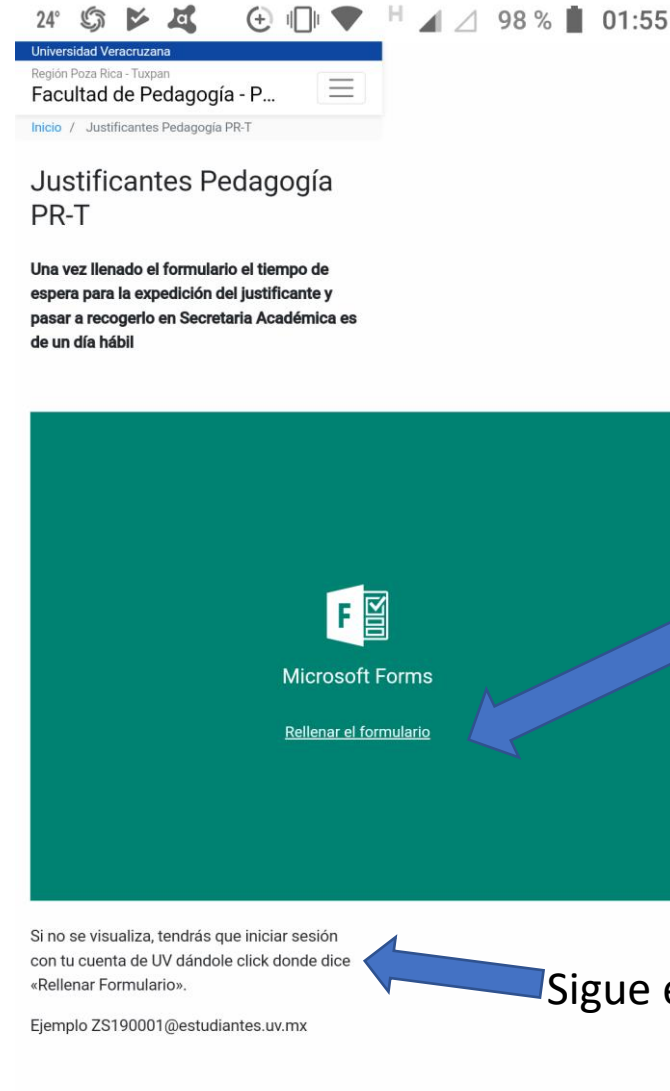 24° H 98 % 01:55
Universidad Veracruzana
Región Poza Rica - Tuxpan
Facultad de Pedagogía - P...
Inicio / Justificantes Pedagogía PR-T
Justificantes Pedagogía
PR-T
Una vez llenado el formulario el tiempo de
espera para la expedición del justificante y
pasar a recogerlo en Secretaria Académica es
de un día hábil
F
Microsoft Forms
Rellenar el formulario
Si no se visualiza, tendrás que iniciar sesión
con tu cuenta de UV dándole click donde dice
«Rellenar Formulario».
Sigue e
Ejemplo ZS190001@estudiantes.uv.mx